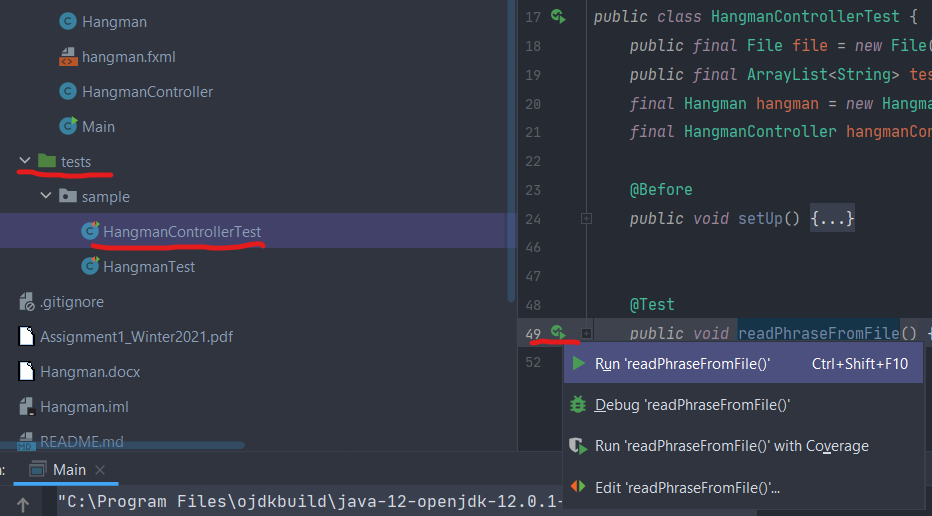 Hangman
hangman.fxml
HangmanController
Main
tests
sample
HangmanControllerTest
HangmanTest
.gitignore
Assignment1_Winter2021.pdf
Hangman.docx
Hangman.iml
README.md
17 public class HangmanControllerTest {
18 public final File file = new File(
19 public final ArrayList<String> tes
20 final Hangman hangman = new Hangma
21 final HangmanController hangmanCon
22
23 @Before
24 public void setUp() {...}
46
47
48 @Test
49 public void readPhraseFromFile() {
52
Run 'readPhraseFromFile()' Ctrl+Shift+F10
Debug 'readPhraseFromFile()'
Run 'readPhraseFromFile()' with Coverage
Edit 'readPhraseFromFile()'...
: Main
"C:\Program Files\ojdkbuild\java-12-openjdk-12.0.1-